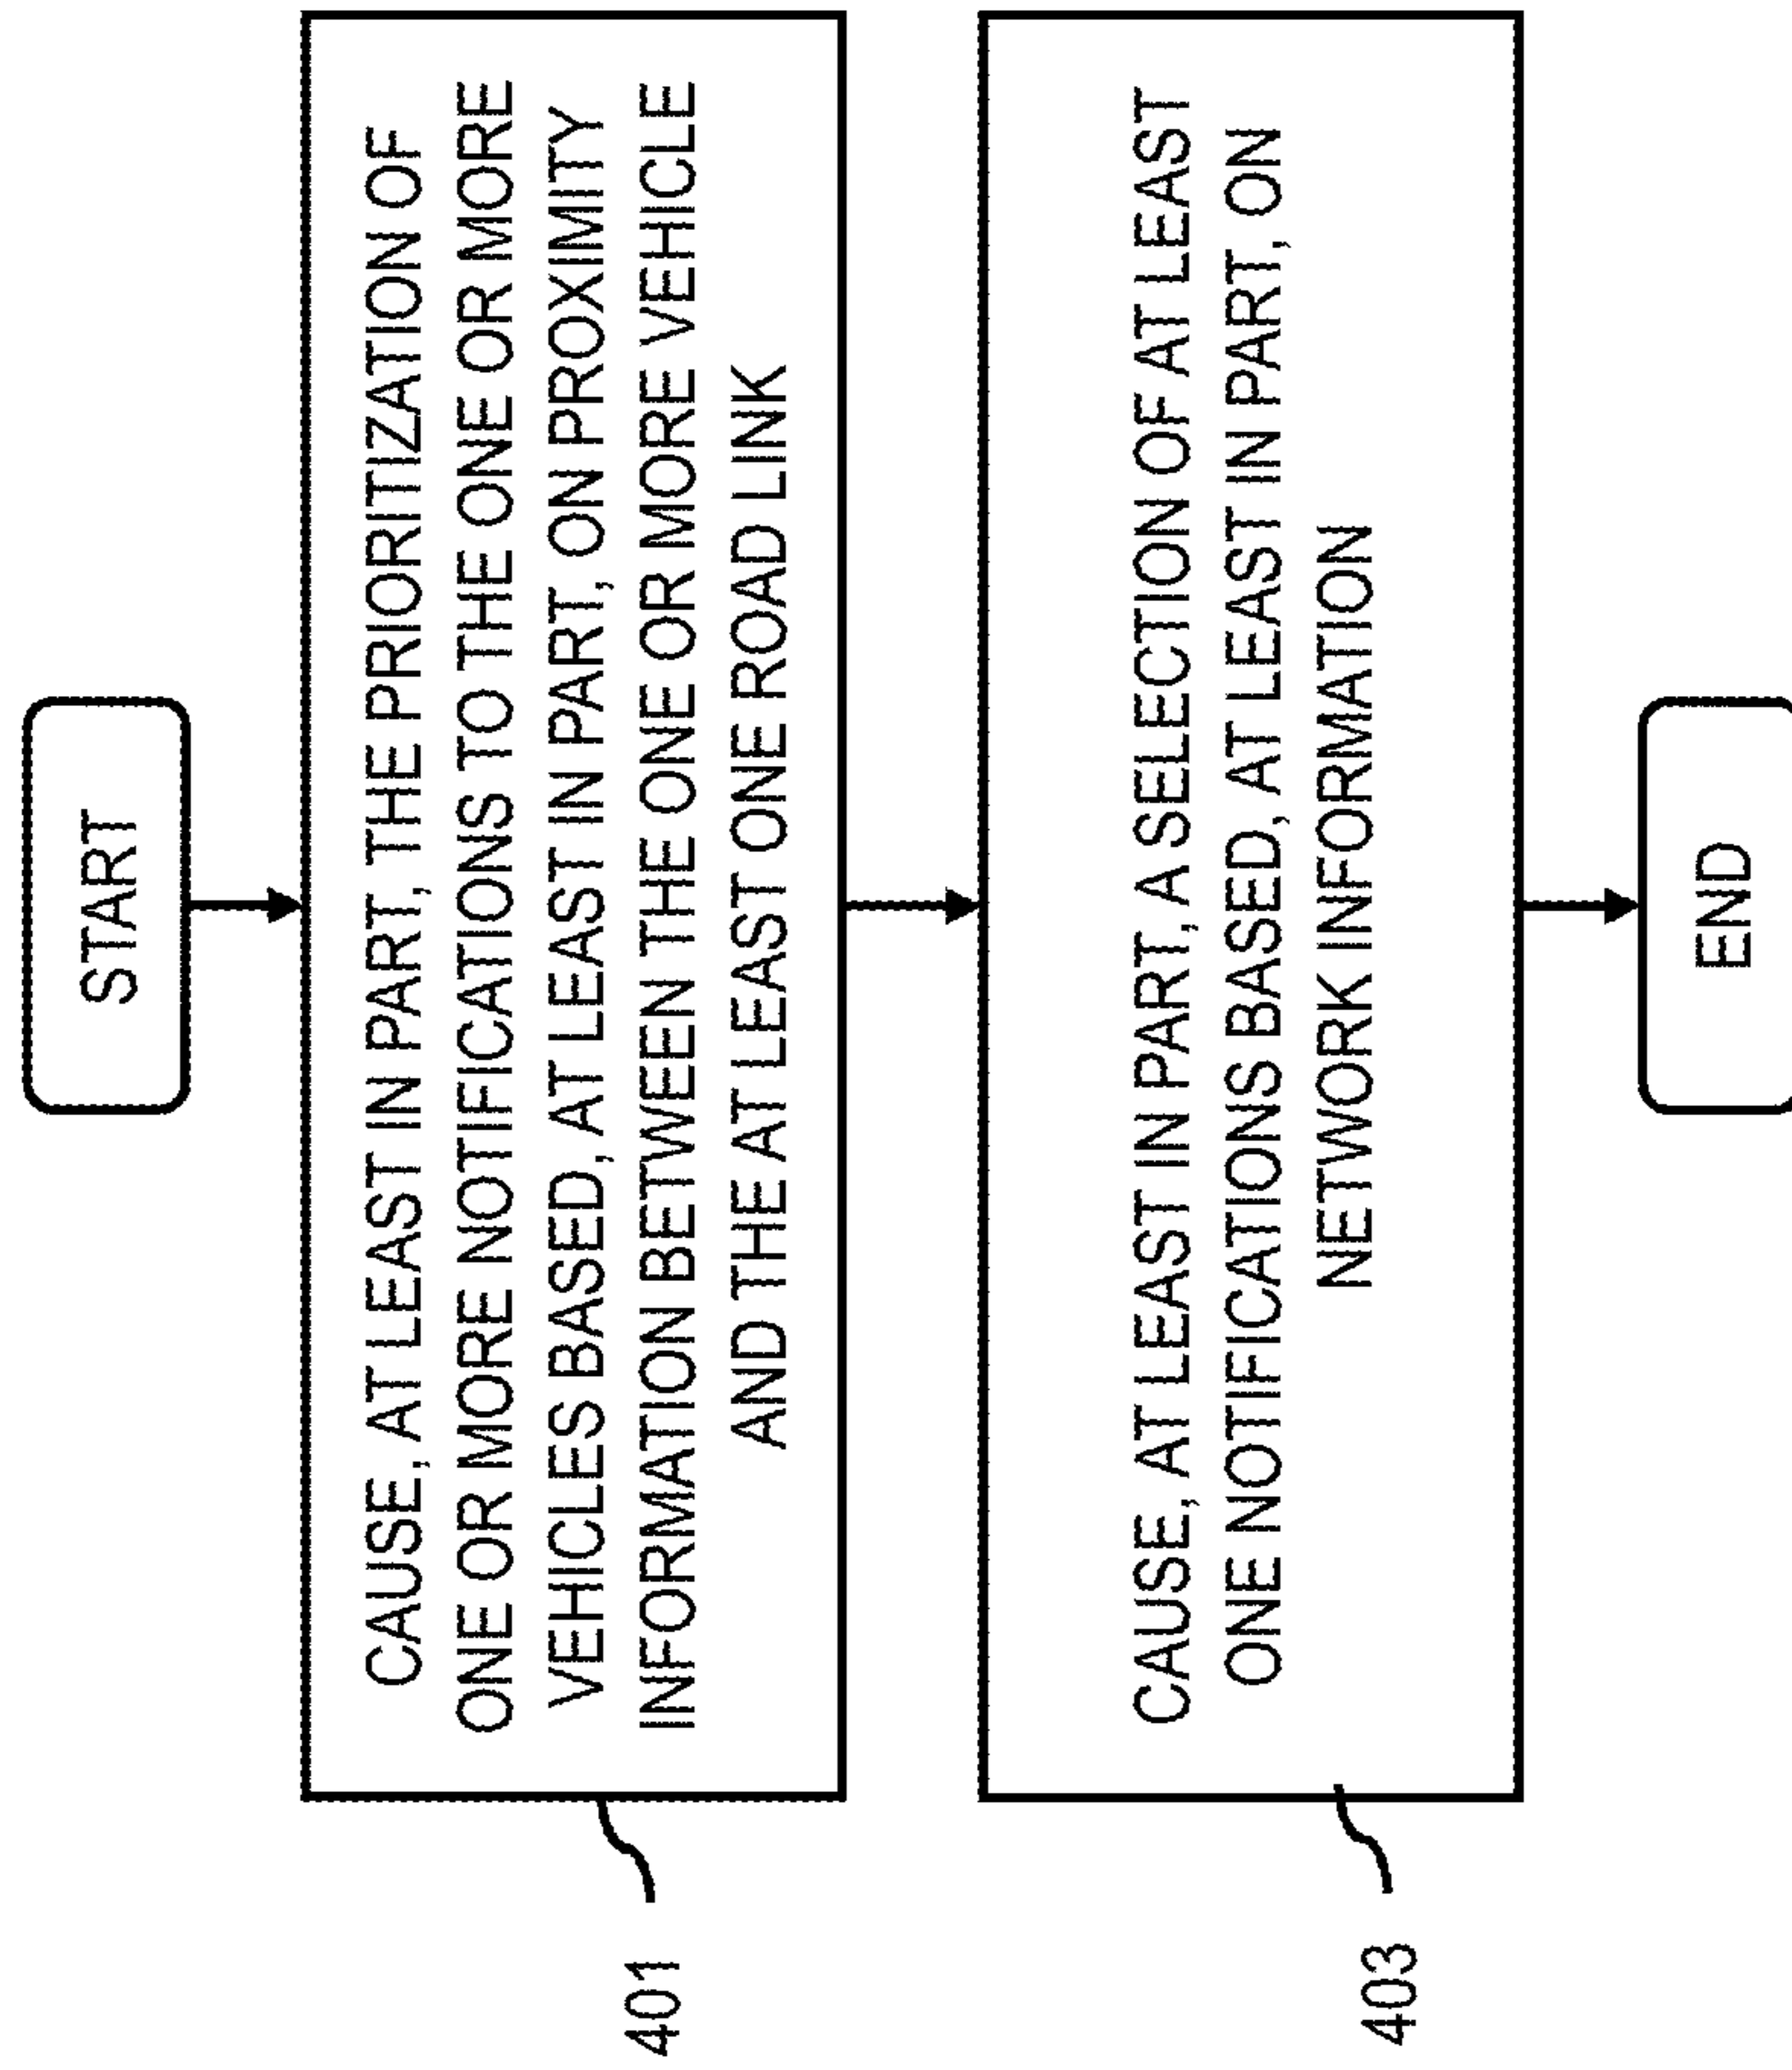 START
CAUSE, AT LEAST IN PART, THE PRIORITIZATION OF
ONE OR MORE NOTIFICATIONS TO THE ONE OR MORE
VEHICLES BASED, AT LEAST IN PART, ON PROXIMITY
INFORMATION BETWEEN THE ONE OR MORE VEHICLE
AND THE AT LEAST ONE ROAD LINK
401
CAUSE, AT LEAST IN PART, A SELECTION OF AT LEAST
ONE NOTIFICATIONS BASED, AT LEAST IN PART, ON
NETWORK INFORMATION
403
END